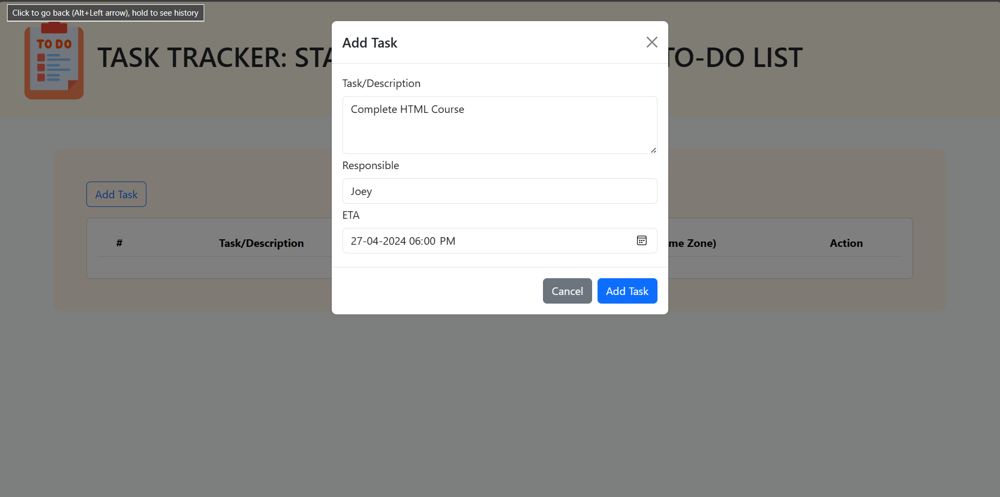 Click to go back (Alt+Left arrow), hold to see history
TO DO
TASK TRACKER: STA
TO-DO LIST
Add Task
Task/Description
Complete HTML Course
Responsible
Joey
ETA
27-04-2024 06:00 PM
Cancel
Add Task
Add Task
#
Task/Description
me Zone)
Action